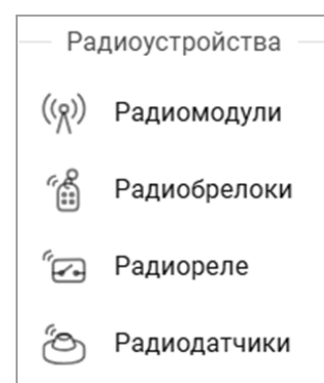 Радиоустройства
Радиомодули
Радиобрелоки
Радиореле
Радиодатчики